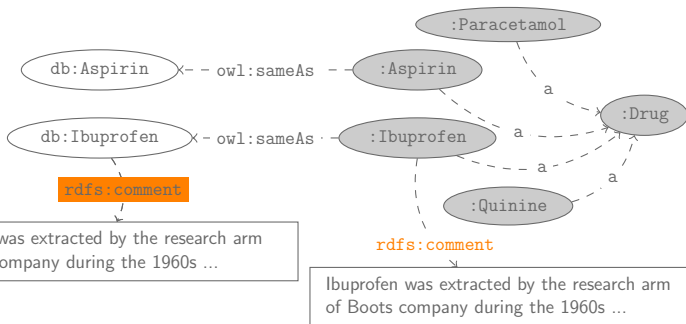 :Paracetamol
db:Aspirin owl:sameAs :Aspirin
a
:Drug
db:Ibuprofen owl:sameAs :Ibuprofen
a
a
rdfs:comment
:Quinine
a
was extracted by the research arm
ompany during the 1960s ...
rdfs:comment
Ibuprofen was extracted by the research arm
of Boots company during the 1960s ...